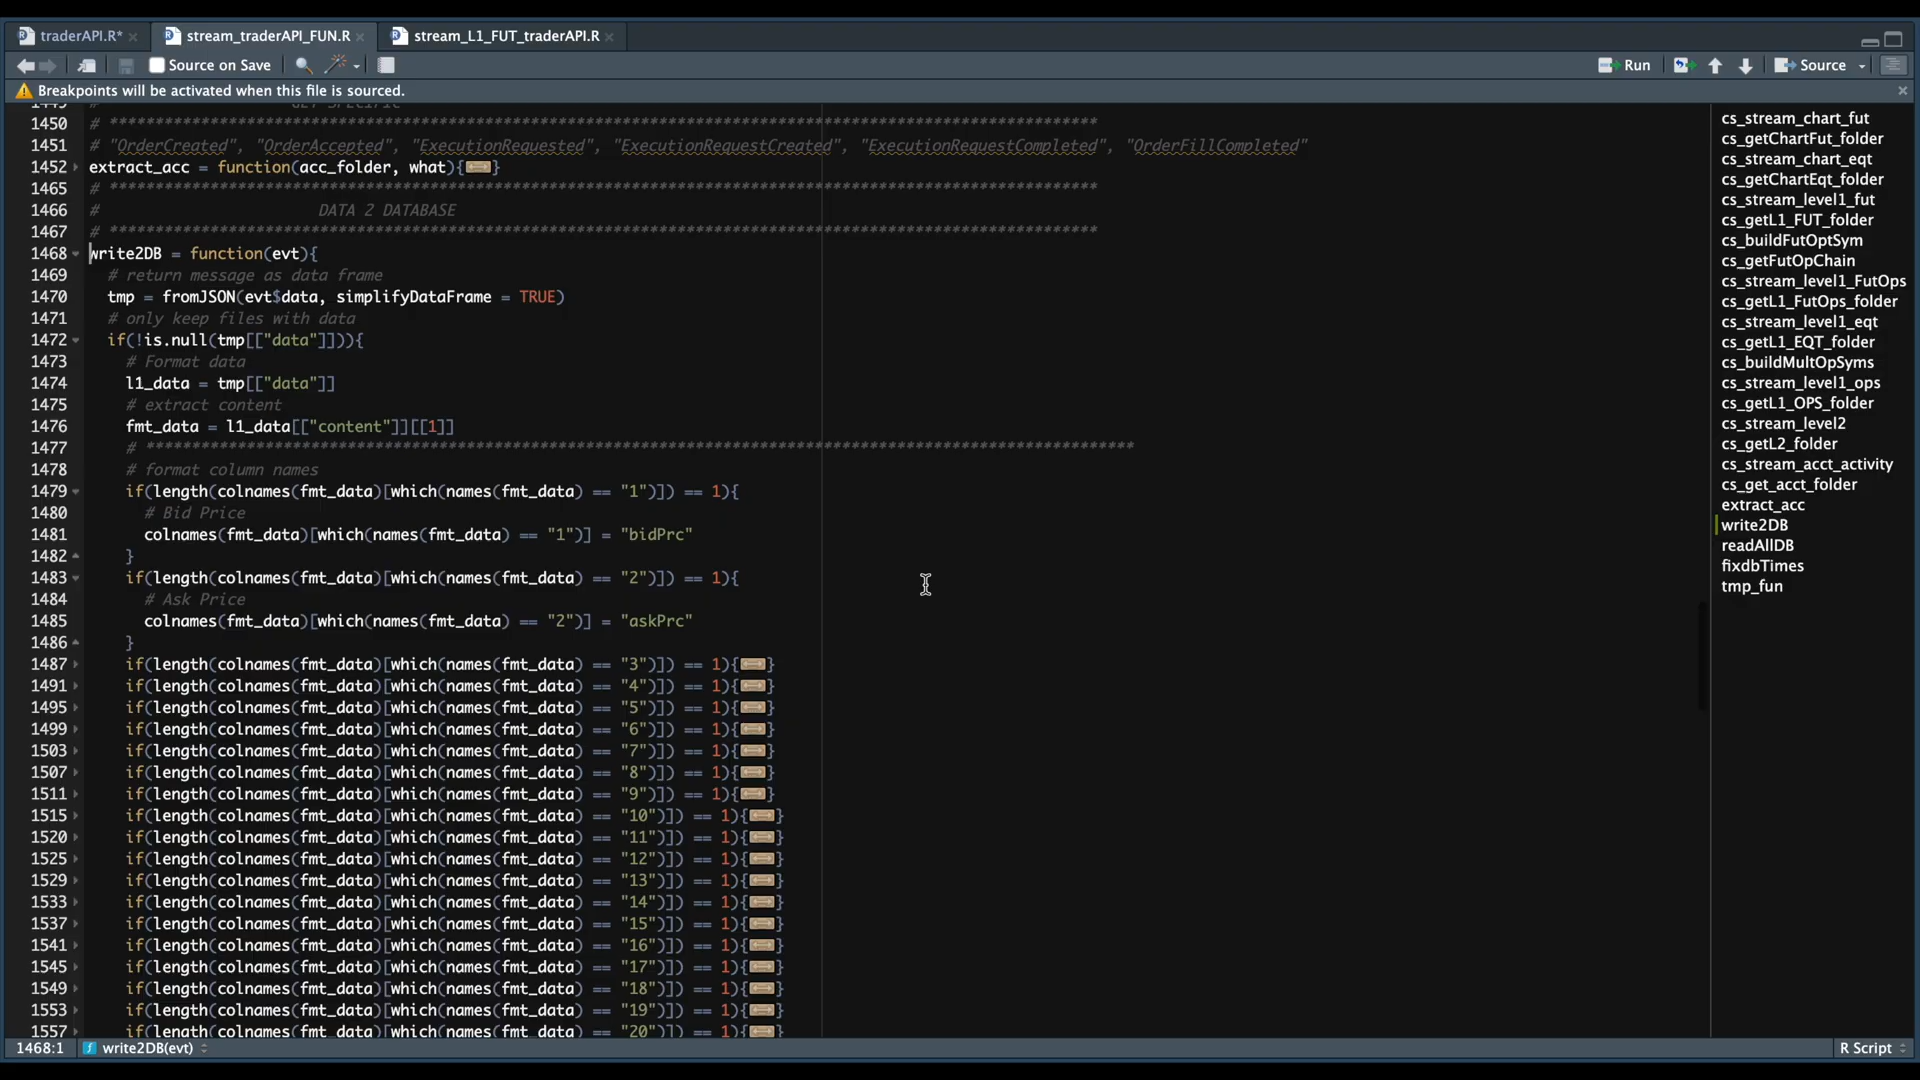 traderAPI.R* × stream_traderAPI_FUN.R × stream_L1_FUT_traderAPI.R ×
Source on Save Run Source
Breakpoints will be activated when this file is sourced. ×
1449 # GET SPECIFIC
1450 # ************************************************************************************************************
1451 # "OrderCreated", "OrderAccepted", "ExecutionRequested", "ExecutionRequestCreated", "ExecutionRequestCompleted", "OrderFillCompleted"
1452 extract_acc = function(acc_folder, what){}
1465 # ************************************************************************************************************
1466 # DATA 2 DATABASE
1467 # ************************************************************************************************************
1468 write2DB = function(evt){
1469 # return message as data frame
1470 tmp = fromJSON(evt$data, simplifyDataFrame = TRUE)
1471 # only keep files with data
1472 if(!is.null(tmp[["data"]])){
1473 # Format data
1474 l1_data = tmp[["data"]]
1475 # extract content
1476 fmt_data = l1_data[["content"]][[1]]
1477 # ************************************************************************************************************
1478 # format column names
1479 if(length(colnames(fmt_data)[which(names(fmt_data) == "1")]) == 1){
1480 # Bid Price
1481 colnames(fmt_data)[which(names(fmt_data) == "1")] = "bidPrc"
1482 }
1483 if(length(colnames(fmt_data)[which(names(fmt_data) == "2")]) == 1){
1484 # Ask Price
1485 colnames(fmt_data)[which(names(fmt_data) == "2")] = "askPrc"
1486 }
1487 if(length(colnames(fmt_data)[which(names(fmt_data) == "3")]) == 1){}
1491 if(length(colnames(fmt_data)[which(names(fmt_data) == "4")]) == 1){}
1495 if(length(colnames(fmt_data)[which(names(fmt_data) == "5")]) == 1){}
1499 if(length(colnames(fmt_data)[which(names(fmt_data) == "6")]) == 1){}
1503 if(length(colnames(fmt_data)[which(names(fmt_data) == "7")]) == 1){}
1507 if(length(colnames(fmt_data)[which(names(fmt_data) == "8")]) == 1){}
1511 if(length(colnames(fmt_data)[which(names(fmt_data) == "9")]) == 1){}
1515 if(length(colnames(fmt_data)[which(names(fmt_data) == "10")]) == 1){}
1520 if(length(colnames(fmt_data)[which(names(fmt_data) == "11")]) == 1){}
1525 if(length(colnames(fmt_data)[which(names(fmt_data) == "12")]) == 1){}
1529 if(length(colnames(fmt_data)[which(names(fmt_data) == "13")]) == 1){}
1533 if(length(colnames(fmt_data)[which(names(fmt_data) == "14")]) == 1){}
1537 if(length(colnames(fmt_data)[which(names(fmt_data) == "15")]) == 1){}
1541 if(length(colnames(fmt_data)[which(names(fmt_data) == "16")]) == 1){}
1545 if(length(colnames(fmt_data)[which(names(fmt_data) == "17")]) == 1){}
1549 if(length(colnames(fmt_data)[which(names(fmt_data) == "18")]) == 1){}
1553 if(length(colnames(fmt_data)[which(names(fmt_data) == "19")]) == 1){}
1557 if(length(colnames(fmt_data)[which(names(fmt_data) == "20")]) == 1){}
cs_stream_chart_fut
cs_getChartFut_folder
cs_stream_chart_eqt
cs_getChartEqt_folder
cs_stream_level1_fut
cs_getL1_FUT_folder
cs_buildFutOptSym
cs_getFutOpChain
cs_stream_level1_FutOps
cs_getL1_FutOps_folder
cs_stream_level1_eqt
cs_getL1_EQT_folder
cs_buildMultOpSyms
cs_stream_level1_ops
cs_getL1_OPS_folder
cs_stream_level2
cs_getL2_folder
cs_stream_acct_activity
cs_get_acct_folder
extract_acc
write2DB
readAllDB
fixdbTimes
tmp_fun
1468:1 write2DB(evt) R Script